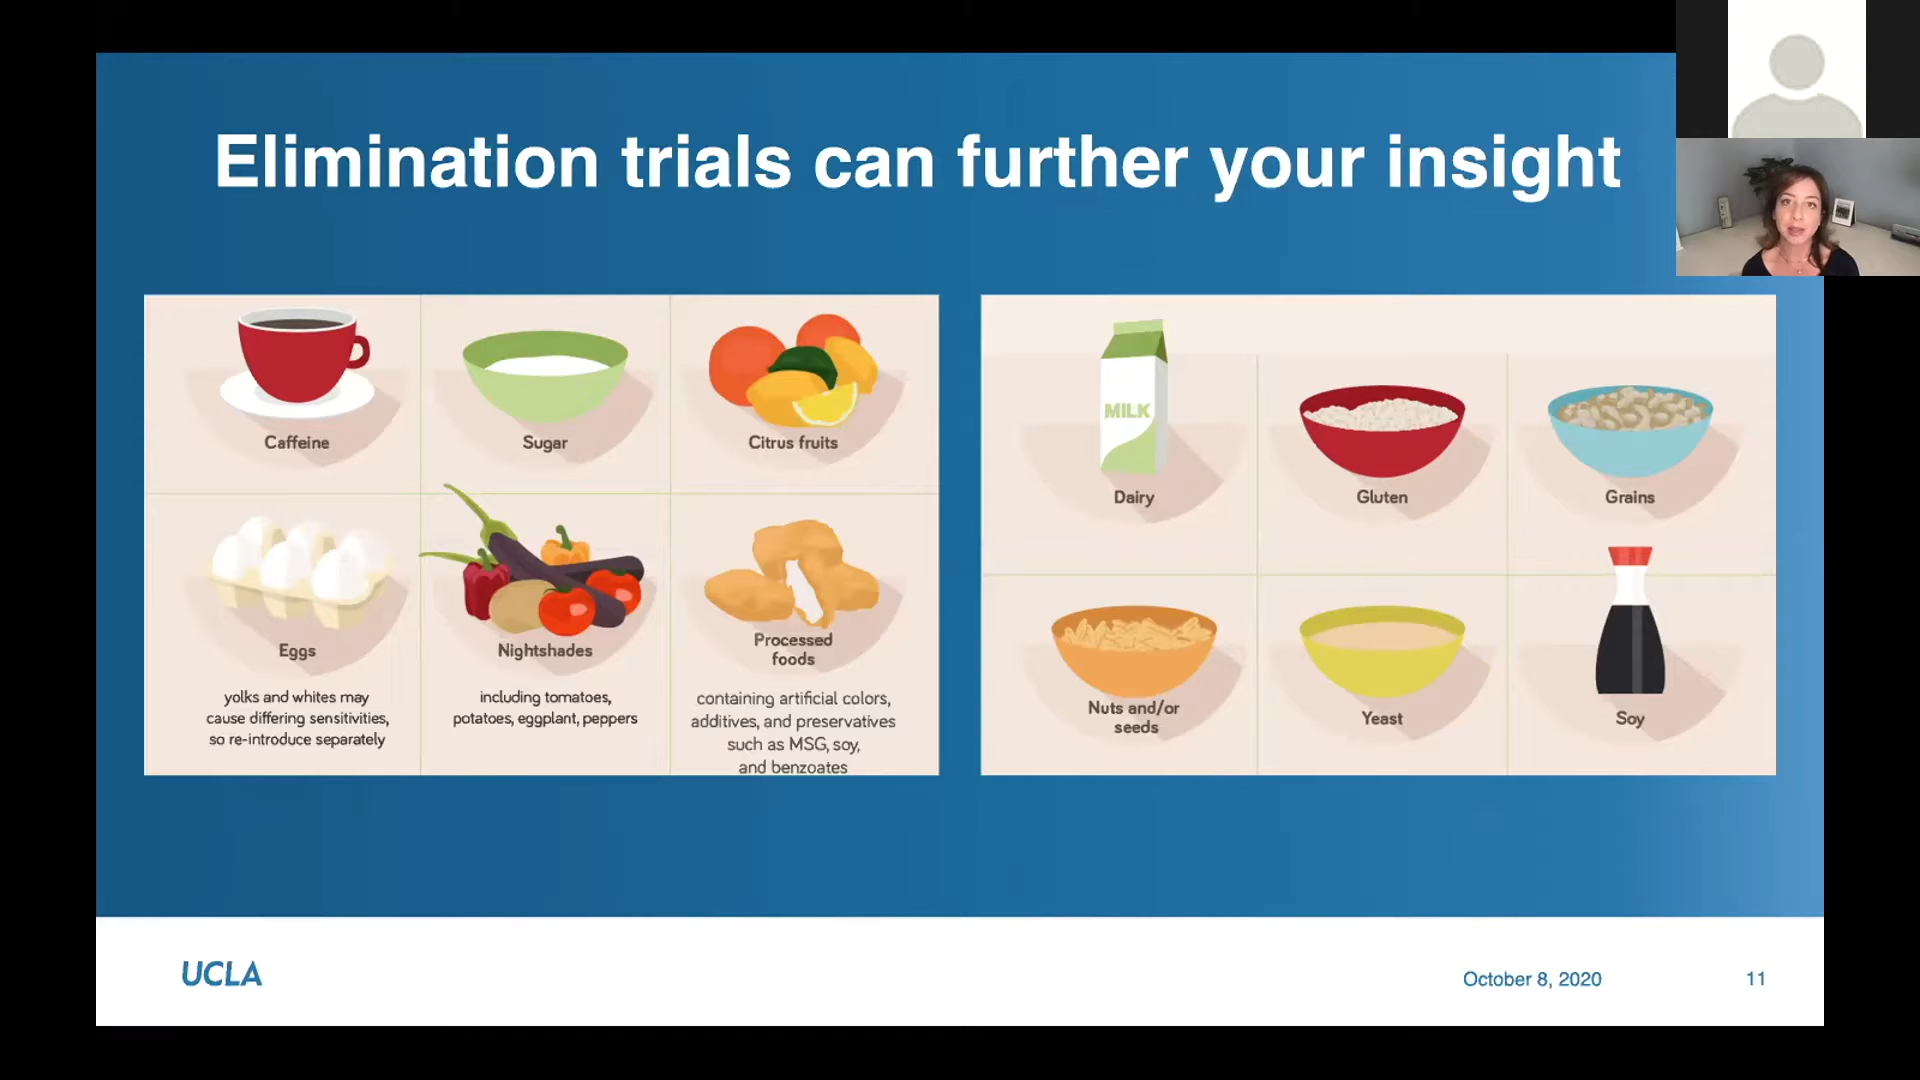 Elimination trials can further your insight
Caffeine
Sugar
Citrus fruits
Eggs
yolks and whites may
cause differing sensitivities,
so re-introduce separately
Nightshades
including tomatoes,
potatoes, eggplant, peppers
Processed
foods
containing artificial colors,
additives, and preservatives
such as MSG, soy,
and benzoates
MILK
Dairy
Gluten
Grains
Nuts and/or
seeds
Yeast
Soy
UCLA
October 8, 2020
11